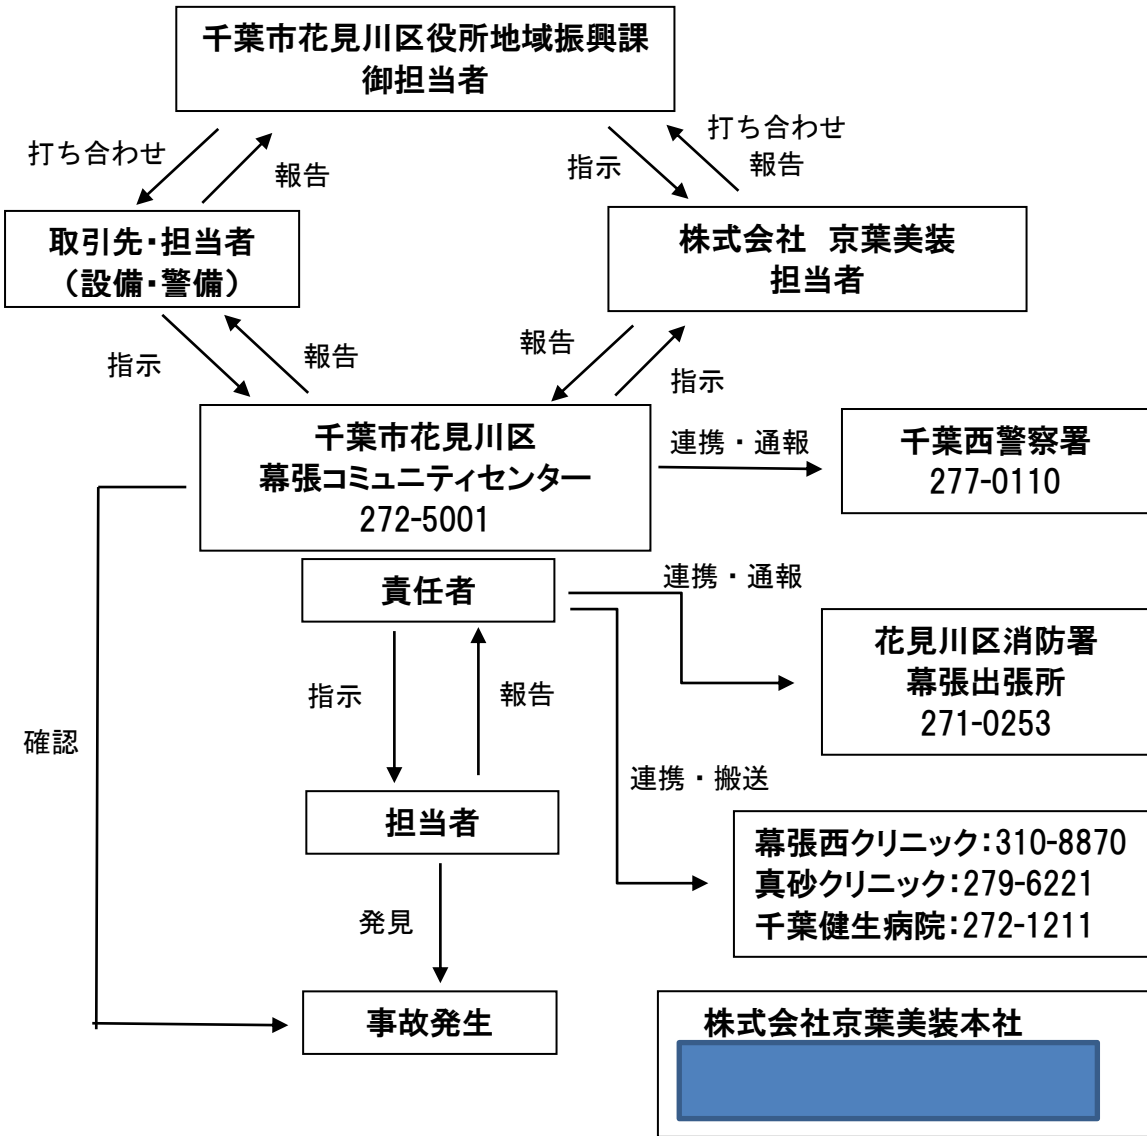 千葉市花見川区役所地域振興課
御担当者
打ち合わせ
報告
指示
打ち合わせ
報告
取引先・担当者
（設備・警備）
株式会社　京葉美装
担当者
指示
報告
報告
指示
千葉市花見川区
幕張コミュニティセンター
272-5001
連携・通報
千葉西警察署
277-0110
責任者
連携・通報
花見川区消防署
幕張出張所
271-0253
指示
報告
確認
連携・搬送
担当者
幕張西クリニック：310-8870
真砂クリニック：279-6221
千葉健生病院：272-1211
発見
事故発生
株式会社京葉美装本社